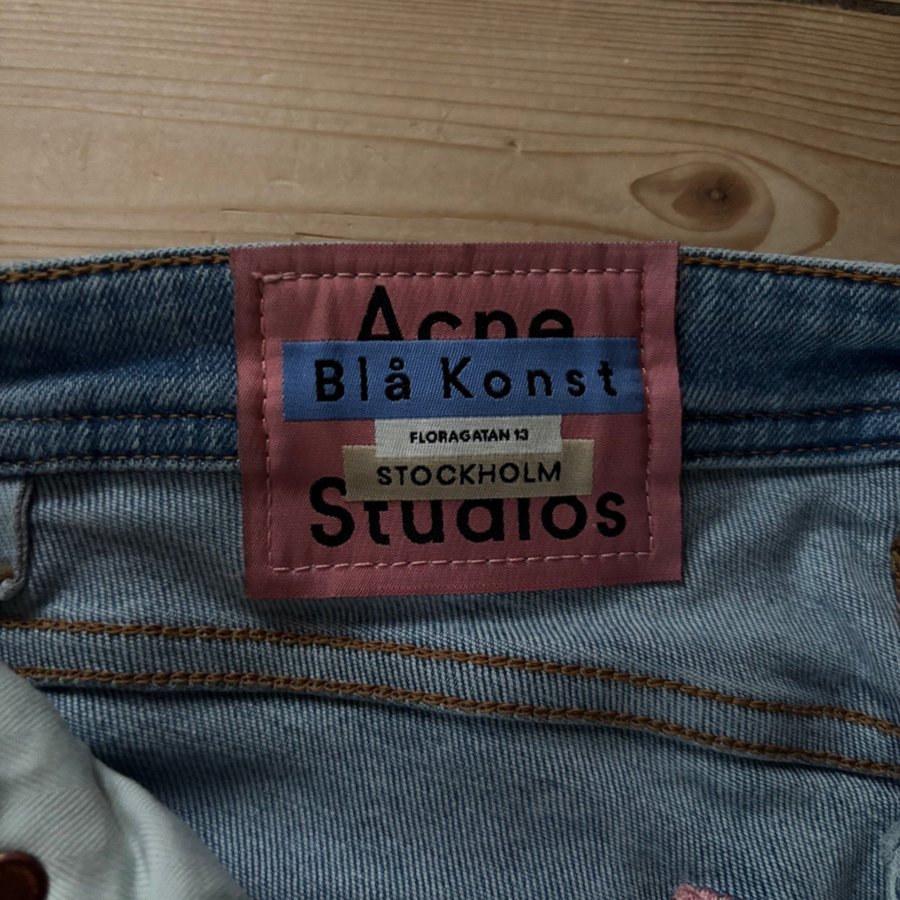 Acne
Blå Konst
FLORAGATAN 13
STOCKHOLM
Studios